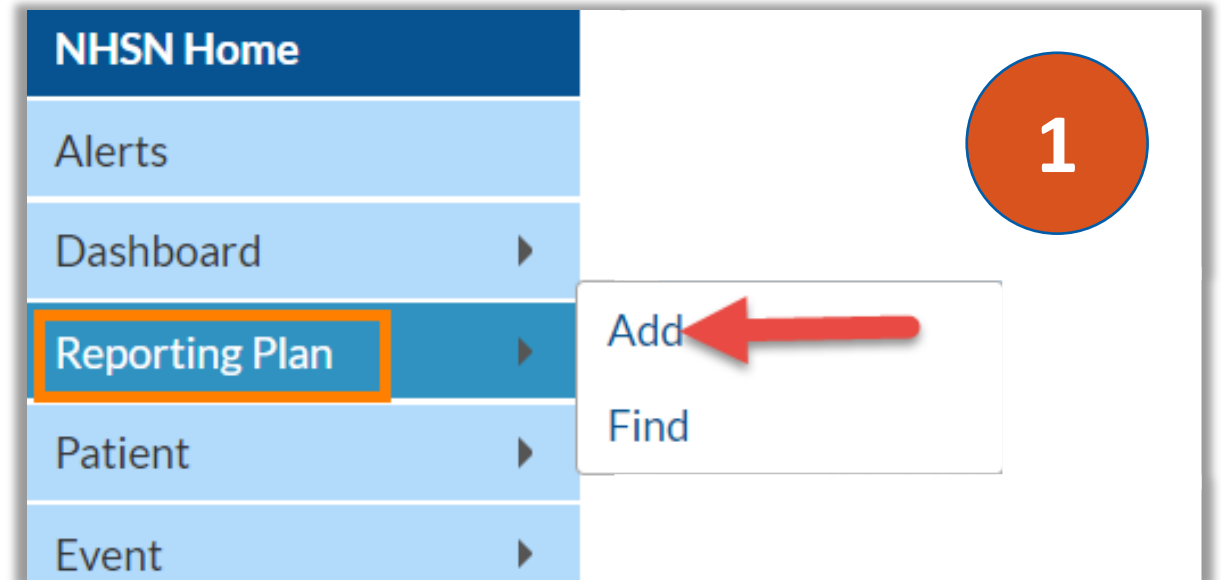 NHSN Home
Alerts
1
Dashboard
Reporting Plan
Add
Find
Patient
Event